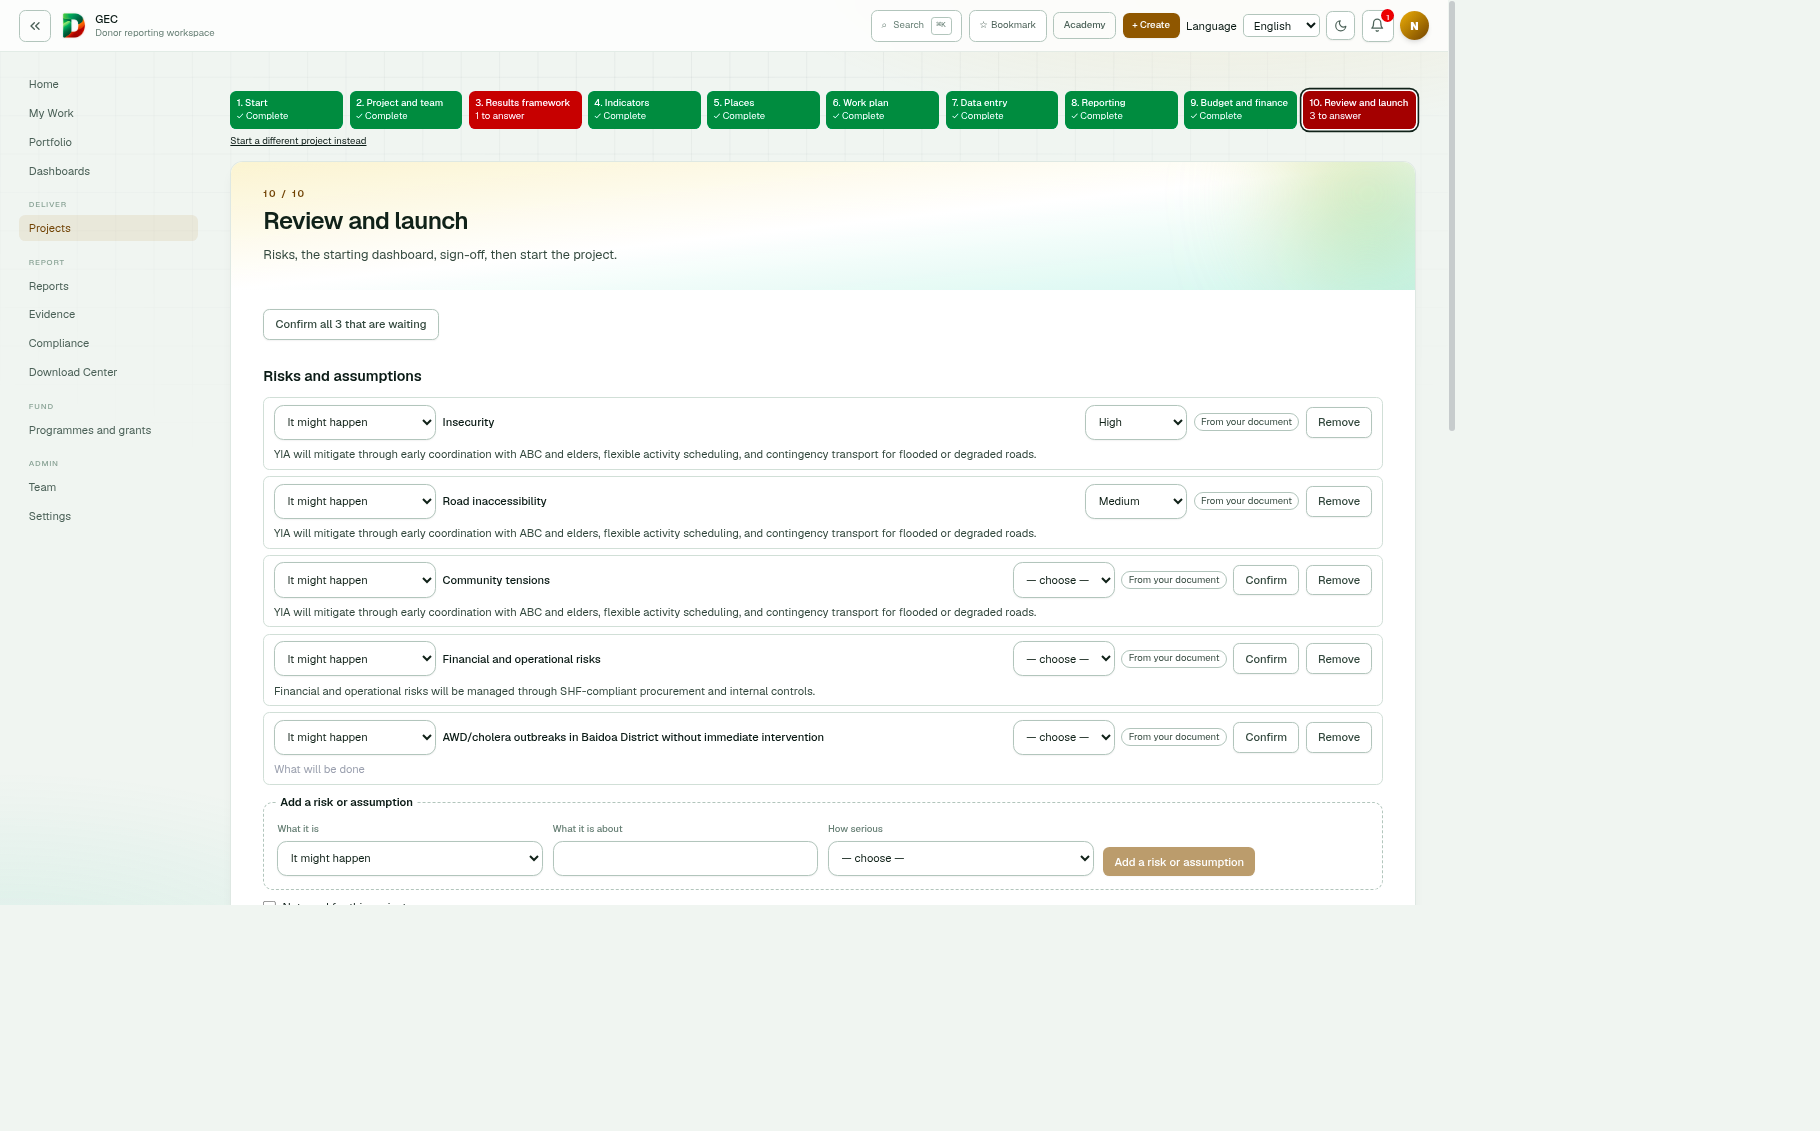 GEC
Donor reporting workspace
Search
⌘K
☆ Bookmark
Academy
+ Create
Language
English
1
N
Home
My Work
Portfolio
Dashboards
DELIVER
Projects
REPORT
Reports
Evidence
Compliance
Download Center
FUND
Programmes and grants
ADMIN
Team
Settings
1. Start
✓ Complete
2. Project and team
✓ Complete
3. Results framework
1 to answer
4. Indicators
✓ Complete
5. Places
✓ Complete
6. Work plan
✓ Complete
7. Data entry
✓ Complete
8. Reporting
✓ Complete
9. Budget and finance
✓ Complete
10. Review and launch
3 to answer
Start a different project instead
10 / 10
Review and launch
Risks, the starting dashboard, sign-off, then start the project.
Confirm all 3 that are waiting
Risks and assumptions
It might happen Insecurity High From your document Remove
YIA will mitigate through early coordination with ABC and elders, flexible activity scheduling, and contingency transport for flooded or degraded roads.
It might happen Road inaccessibility Medium From your document Remove
YIA will mitigate through early coordination with ABC and elders, flexible activity scheduling, and contingency transport for flooded or degraded roads.
It might happen Community tensions — choose — From your document Confirm Remove
YIA will mitigate through early coordination with ABC and elders, flexible activity scheduling, and contingency transport for flooded or degraded roads.
It might happen Financial and operational risks — choose — From your document Confirm Remove
Financial and operational risks will be managed through SHF-compliant procurement and internal controls.
It might happen AWD/cholera outbreaks in Baidoa District without immediate intervention — choose — From your document Confirm Remove
What will be done
Add a risk or assumption
What it is What it is about How serious
It might happen — choose — Add a risk or assumption